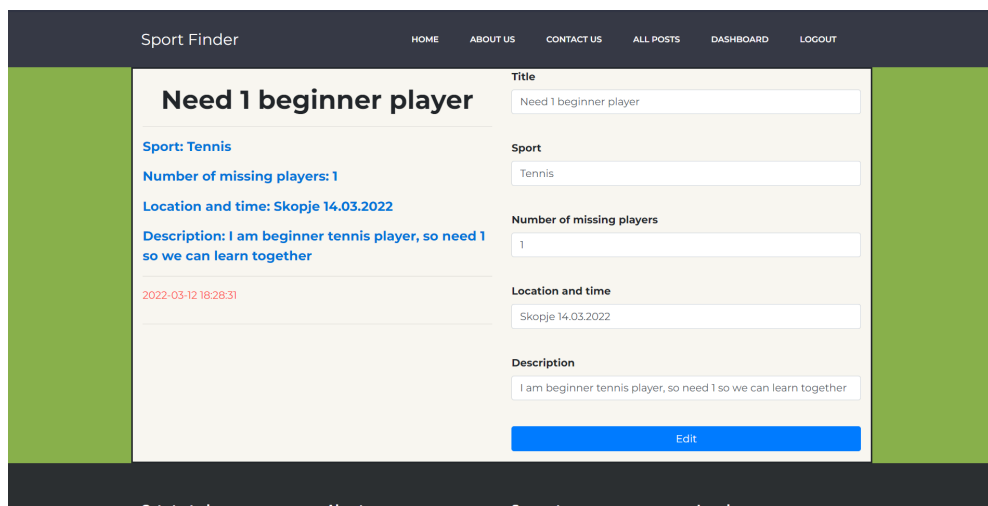 Sport Finder
HOME ABOUT US CONTACT US ALL POSTS DASHBOARD LOGOUT
Need 1 beginner player
Sport: Tennis
Number of missing players: 1
Location and time: Skopje 14.03.2022
Description: I am beginner tennis player, so need 1
so we can learn together
2022-03-12 18:28:31
Title
Need 1 beginner player
Sport
Tennis
Number of missing players
1
Location and time
Skopje 14.03.2022
Description
I am beginner tennis player, so need 1 so we can learn together
Edit